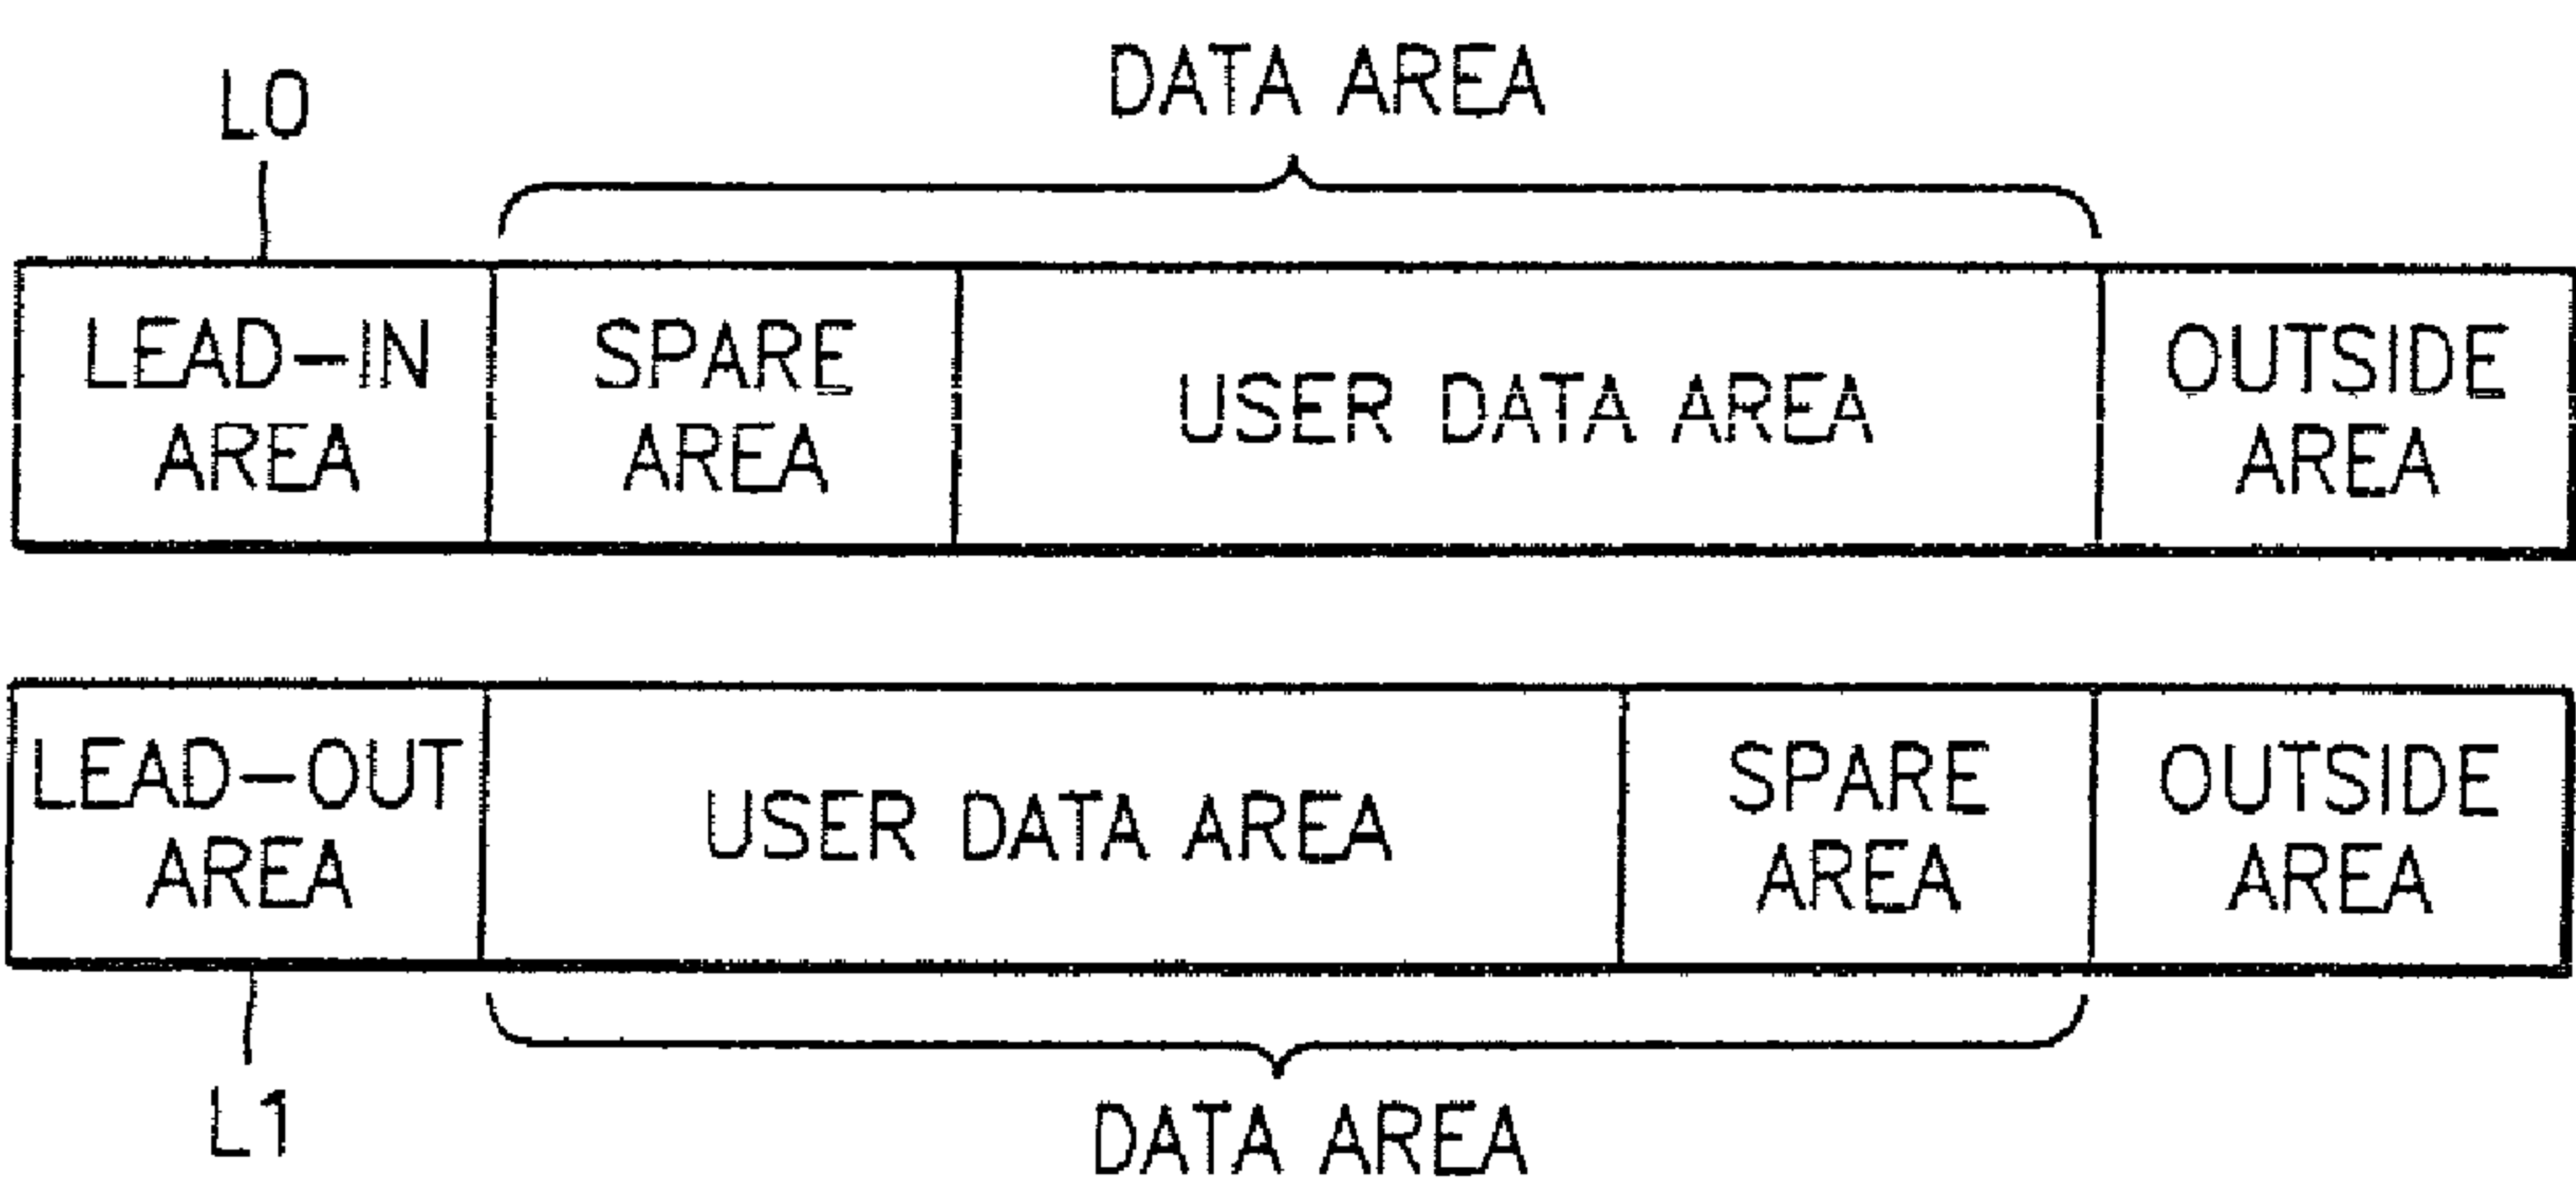 DATA AREA
L0
LEAD-IN
AREA
SPARE
AREA
USER DATA AREA
OUTSIDE
AREA
LEAD-OUT
AREA
USER DATA AREA
SPARE
AREA
OUTSIDE
AREA
L1
DATA AREA